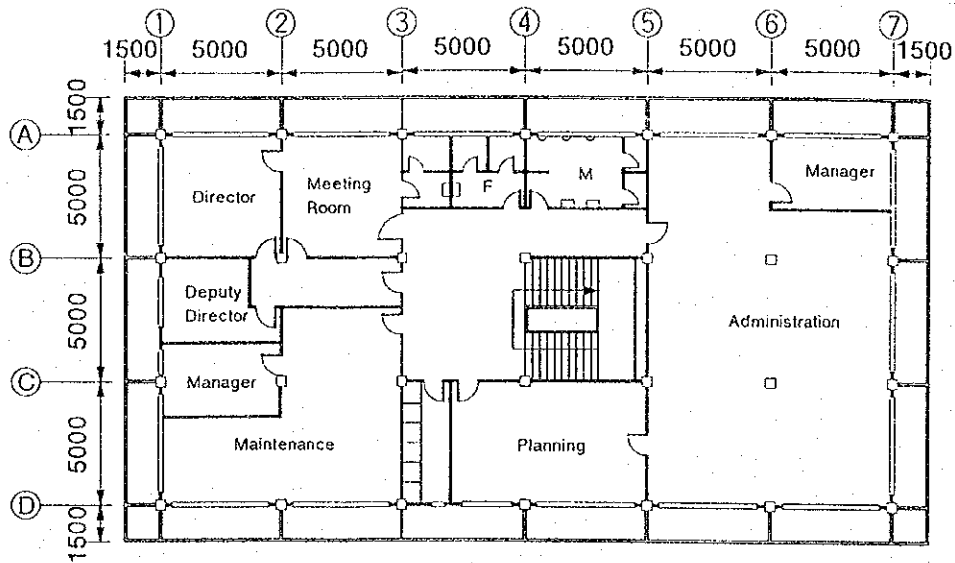 1 2 3 4 5 6 7
1500 5000 5000 5000 5000 5000 5000 1500
1500
A
5000
Director
Meeting
Room
F
M
Manager
B
5000
Deputy
Director
Administration
C
Manager
5000
Maintenance
Planning
D
1500